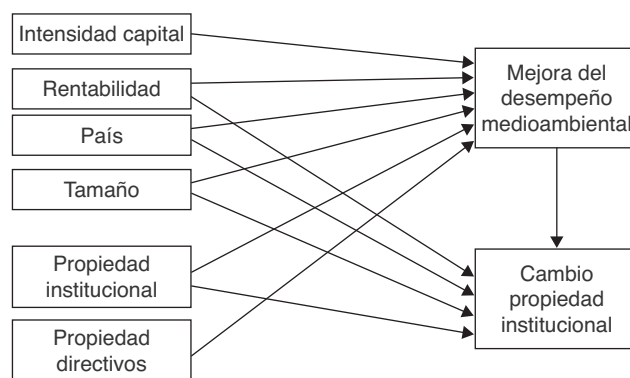 Intensidad capital
Rentabilidad
País
Tamaño
Propiedad
institucional
Propiedad
directivos
Mejora del
desempeño
medioambiental
Cambio
propiedad
institucional